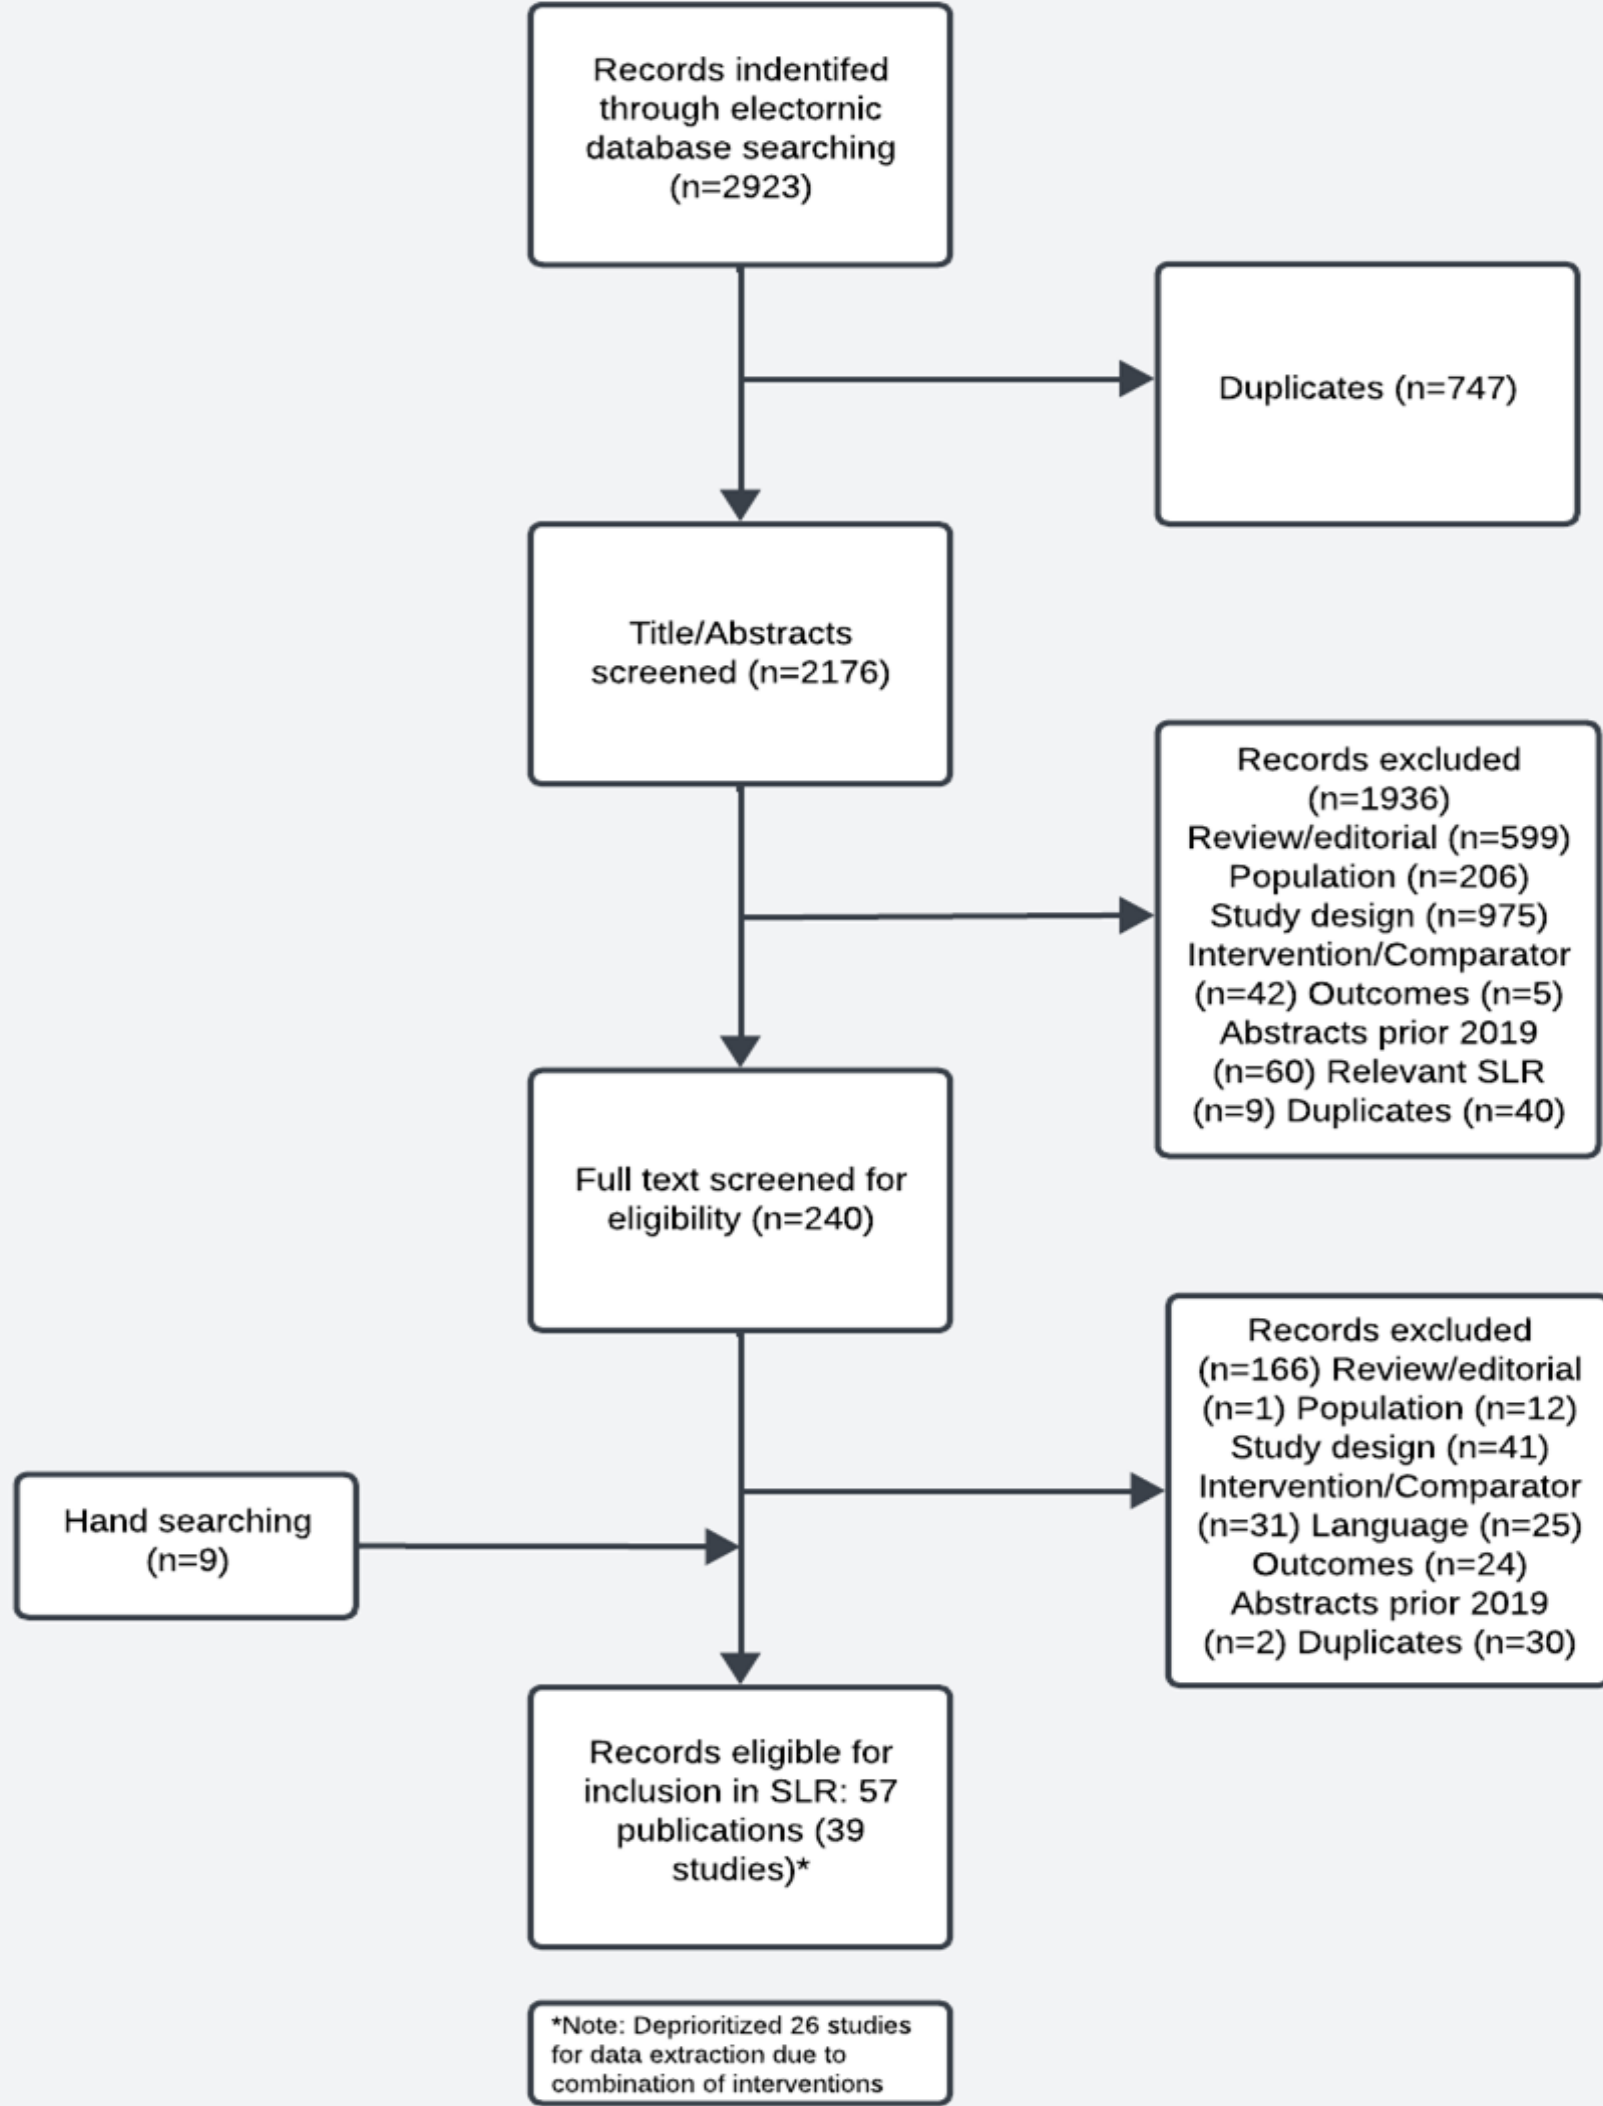 Records indentifed
through electornic
database searching
(n=2923)
Duplicates (n=747)
Title/Abstracts
screened (n=2176)
Records excluded
(n=1936)
Review/editorial (n=599)
Population (n=206)
Study design (n=975)
Intervention/Comparator
(n=42) Outcomes (n=5)
Abstracts prior 2019
(n=60) Relevant SLR
(n=9) Duplicates (n=40)
Full text screened for
eligibility (n=240)
Records excluded
(n=166) Review/editorial
(n=1) Population (n=12)
Study design (n=41)
Intervention/Comparator
(n=31) Language (n=25)
Outcomes (n=24)
Abstracts prior 2019
(n=2) Duplicates (n=30)
Hand searching
(n=9)
Records eligible for
inclusion in SLR: 57
publications (39
studies)*
*Note: Deprioritized 26 studies
for data extraction due to
combination of interventions